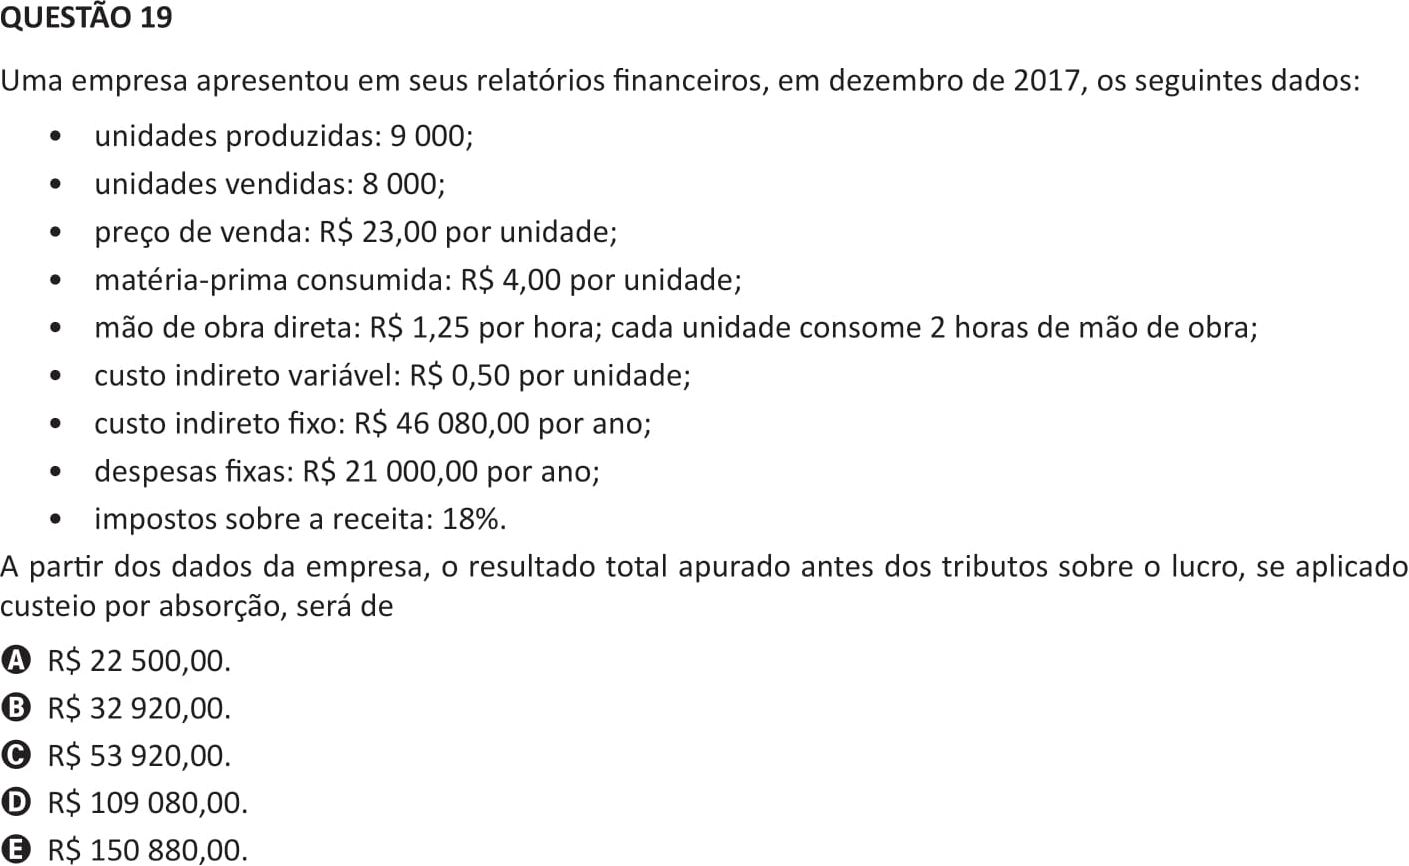 QUESTÃO 19
Uma empresa apresentou em seus relatórios financeiros, em dezembro de 2017, os seguintes dados:
• unidades produzidas: 9 000;
• unidades vendidas: 8 000;
• preço de venda: R$ 23,00 por unidade;
• matéria-prima consumida: R$ 4,00 por unidade;
• mão de obra direta: R$ 1,25 por hora; cada unidade consome 2 horas de mão de obra;
• custo indireto variável: R$ 0,50 por unidade;
• custo indireto fixo: R$ 46 080,00 por ano;
• despesas fixas: R$ 21 000,00 por ano;
• impostos sobre a receita: 18%.
A partir dos dados da empresa, o resultado total apurado antes dos tributos sobre o lucro, se aplicado
custeio por absorção, será de
A R$ 22 500,00.
B R$ 32 920,00.
C R$ 53 920,00.
D R$ 109 080,00.
E R$ 150 880,00.